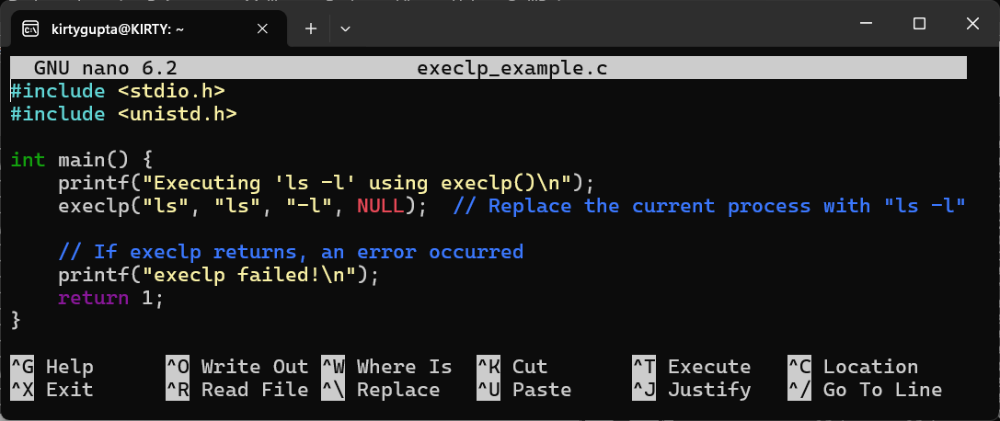 kirtygupta@KIRTY: ~
GNU nano 6.2 execlp_example.c
#include <stdio.h>
#include <unistd.h>
int main() {
    printf("Executing 'ls -l' using execlp()\n");
    execlp("ls", "ls", "-l", NULL);  // Replace the current process with "ls -l"
    // If execlp returns, an error occurred
    printf("execlp failed!\n");
    return 1;
}
^G Help ^O Write Out ^W Where Is ^K Cut ^T Execute ^C Location
^X Exit ^R Read File ^\ Replace ^U Paste ^J Justify ^/ Go To Line